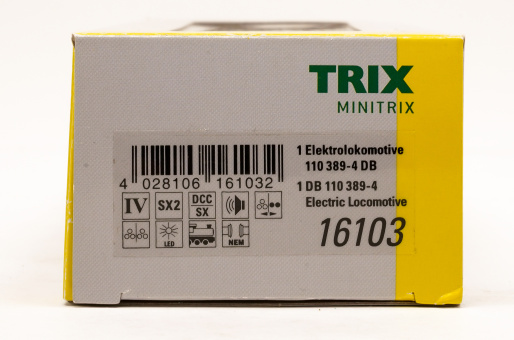 TRIX
MINITRIX
1 Elektrolokomotive
110 389-4 DB
1 DB 110 389-4
Electric Locomotive
16103
4 028106 161032
IV SX2 DCC SX
LED NEM